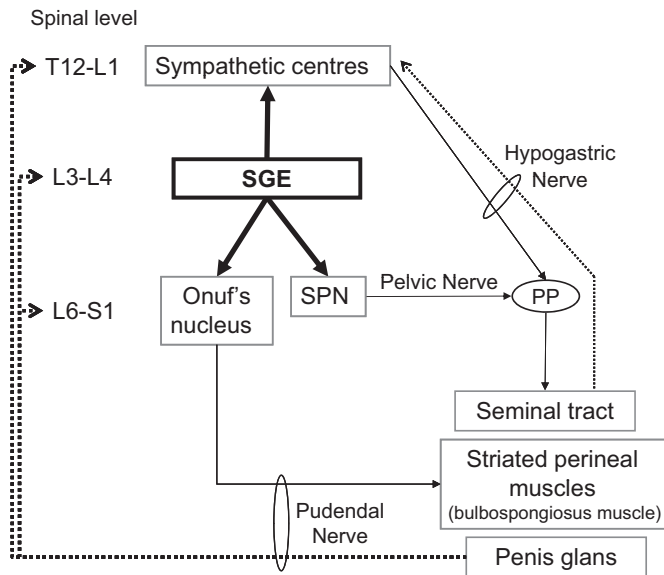 Spinal level
T12-L1
Sympathetic centres
Hypogastric
Nerve
L3-L4
SGE
L6-S1
Onuf's
nucleus
SPN
Pelvic Nerve
PP
Seminal tract
Striated perineal
muscles
(bulbospongiosus muscle)
Pudendal
Nerve
Penis glans